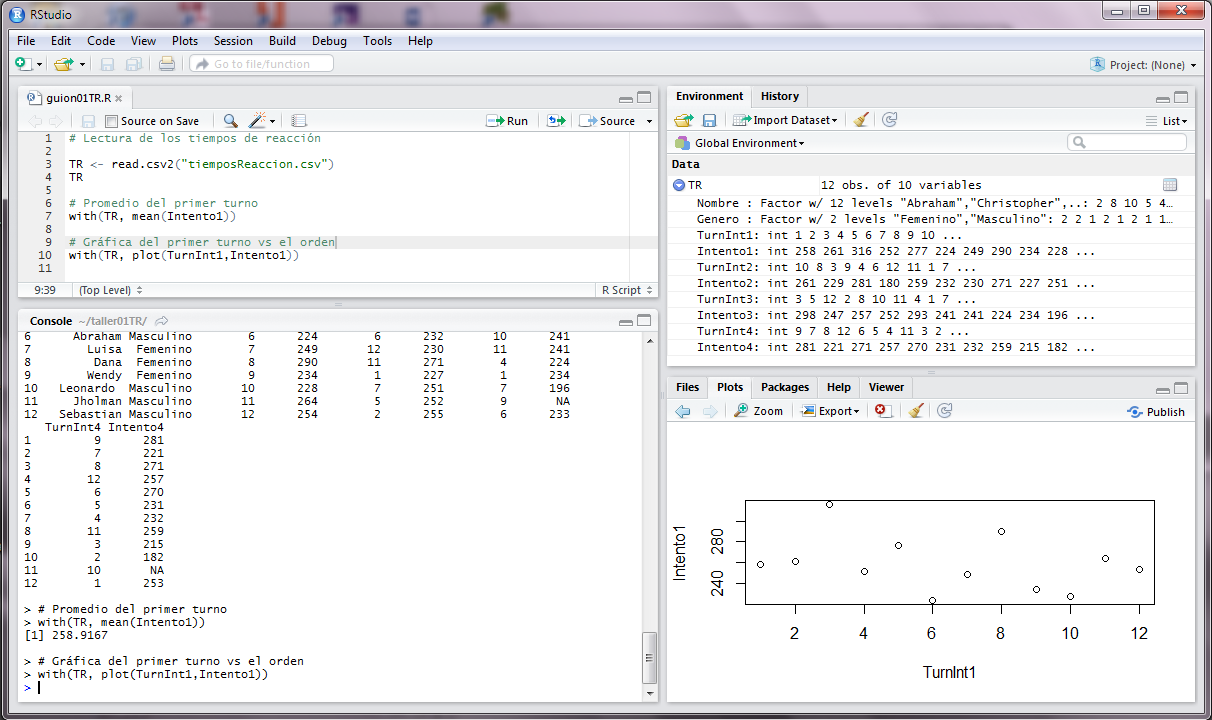 RStudio
File Edit Code View Plots Session Build Debug Tools Help
Go to file/function
Project: (None)
guion01TR.R
Source on Save
Run
Source
1 # Lectura de los tiempos de reacción
2
3 TR <- read.csv2("tiemposReaccion.csv")
4 TR
5
6 # Promedio del primer turno
7 with(TR, mean(Intento1))
8
9 # Gráfica del primer turno vs el orden
10 with(TR, plot(TurnInt1,Intento1))
11
9:39 (Top Level) R Script
Console ~/taller01TR/
6 Abraham Masculino 6 224 6 232 10 241
7 Luisa Femenino 7 249 12 230 11 241
8 Dana Femenino 8 290 11 271 4 224
9 Wendy Femenino 9 234 1 227 1 234
10 Leonardo Masculino 10 228 7 251 7 196
11 Jholman Masculino 11 264 5 252 9 NA
12 Sebastian Masculino 12 254 2 255 6 233
TurnInt4 Intento4
1 9 281
2 7 221
3 8 271
4 12 257
5 6 270
6 5 231
7 4 232
8 11 259
9 3 215
10 2 182
11 10 NA
12 1 253
> # Promedio del primer turno
> with(TR, mean(Intento1))
[1] 258.9167
> # Gráfica del primer turno vs el orden
> with(TR, plot(TurnInt1,Intento1))
>
Environment History
Import Dataset
List
Global Environment
Data
TR 12 obs. of 10 variables
Nombre : Factor w/ 12 levels "Abraham","Christopher",..: 2 8 10 5 4…
Genero : Factor w/ 2 levels "Femenino","Masculino": 2 2 1 2 1 2 1 1…
TurnInt1: int 1 2 3 4 5 6 7 8 9 10 ...
Intento1: int 258 261 316 252 277 224 249 290 234 228 ...
TurnInt2: int 10 8 3 9 4 6 12 11 1 7 ...
Intento2: int 261 229 281 180 259 232 230 271 227 251 ...
TurnInt3: int 3 5 12 2 8 10 11 4 1 7 ...
Intento3: int 298 247 257 252 293 241 241 224 234 196 ...
TurnInt4: int 9 7 8 12 6 5 4 11 3 2 ...
Intento4: int 281 221 271 257 270 231 232 259 215 182 ...
Files Plots Packages Help Viewer
Zoom Export Publish
Intento1
280
240
2 4 6 8 10 12
TurnInt1